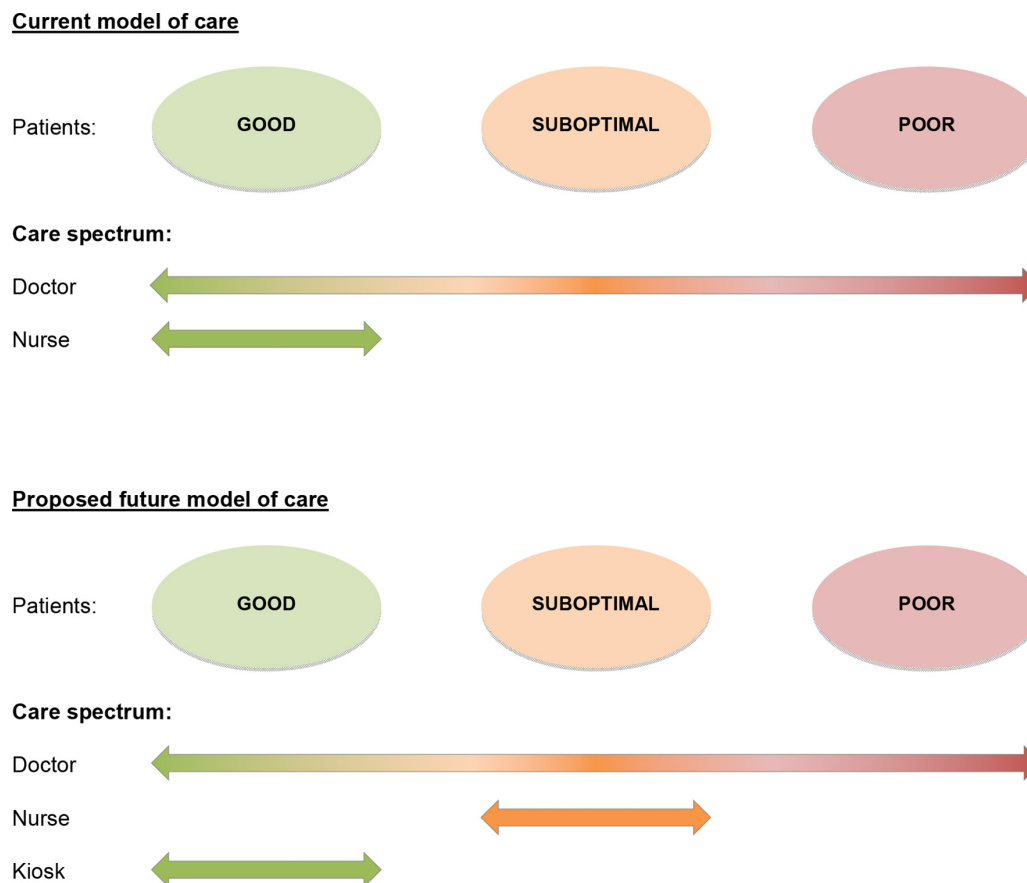 Current model of care
Patients: GOOD SUBOPTIMAL POOR
Care spectrum:
Doctor
Nurse
Proposed future model of care
Patients: GOOD SUBOPTIMAL POOR
Care spectrum:
Doctor
Nurse
Kiosk